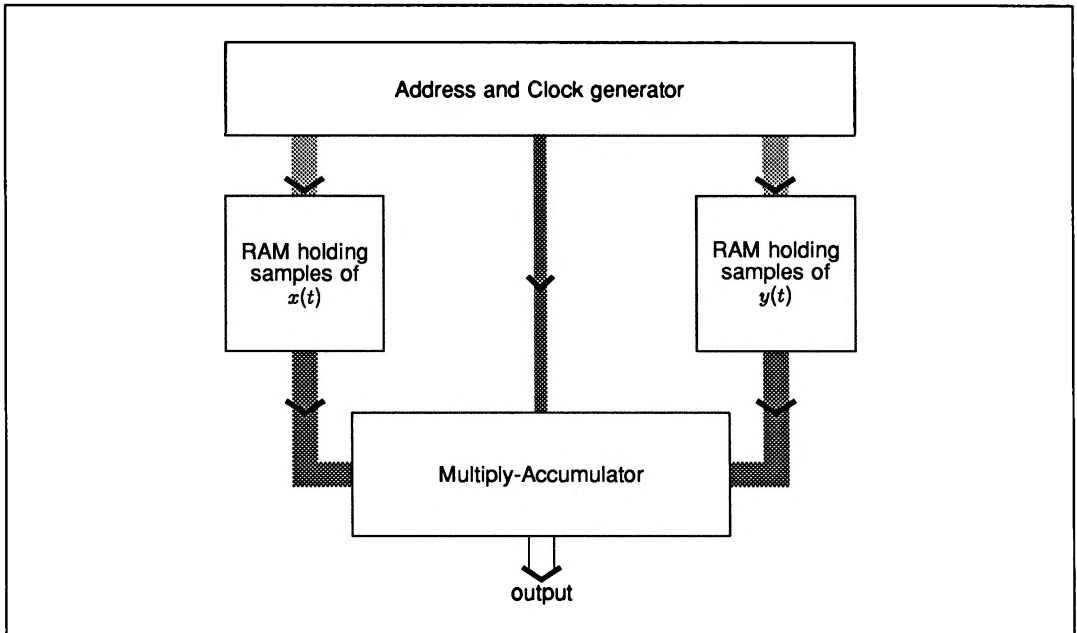 Address and Clock generator
RAM holding
samples of
x(t)
RAM holding
samples of
y(t)
Multiply-Accumulator
output